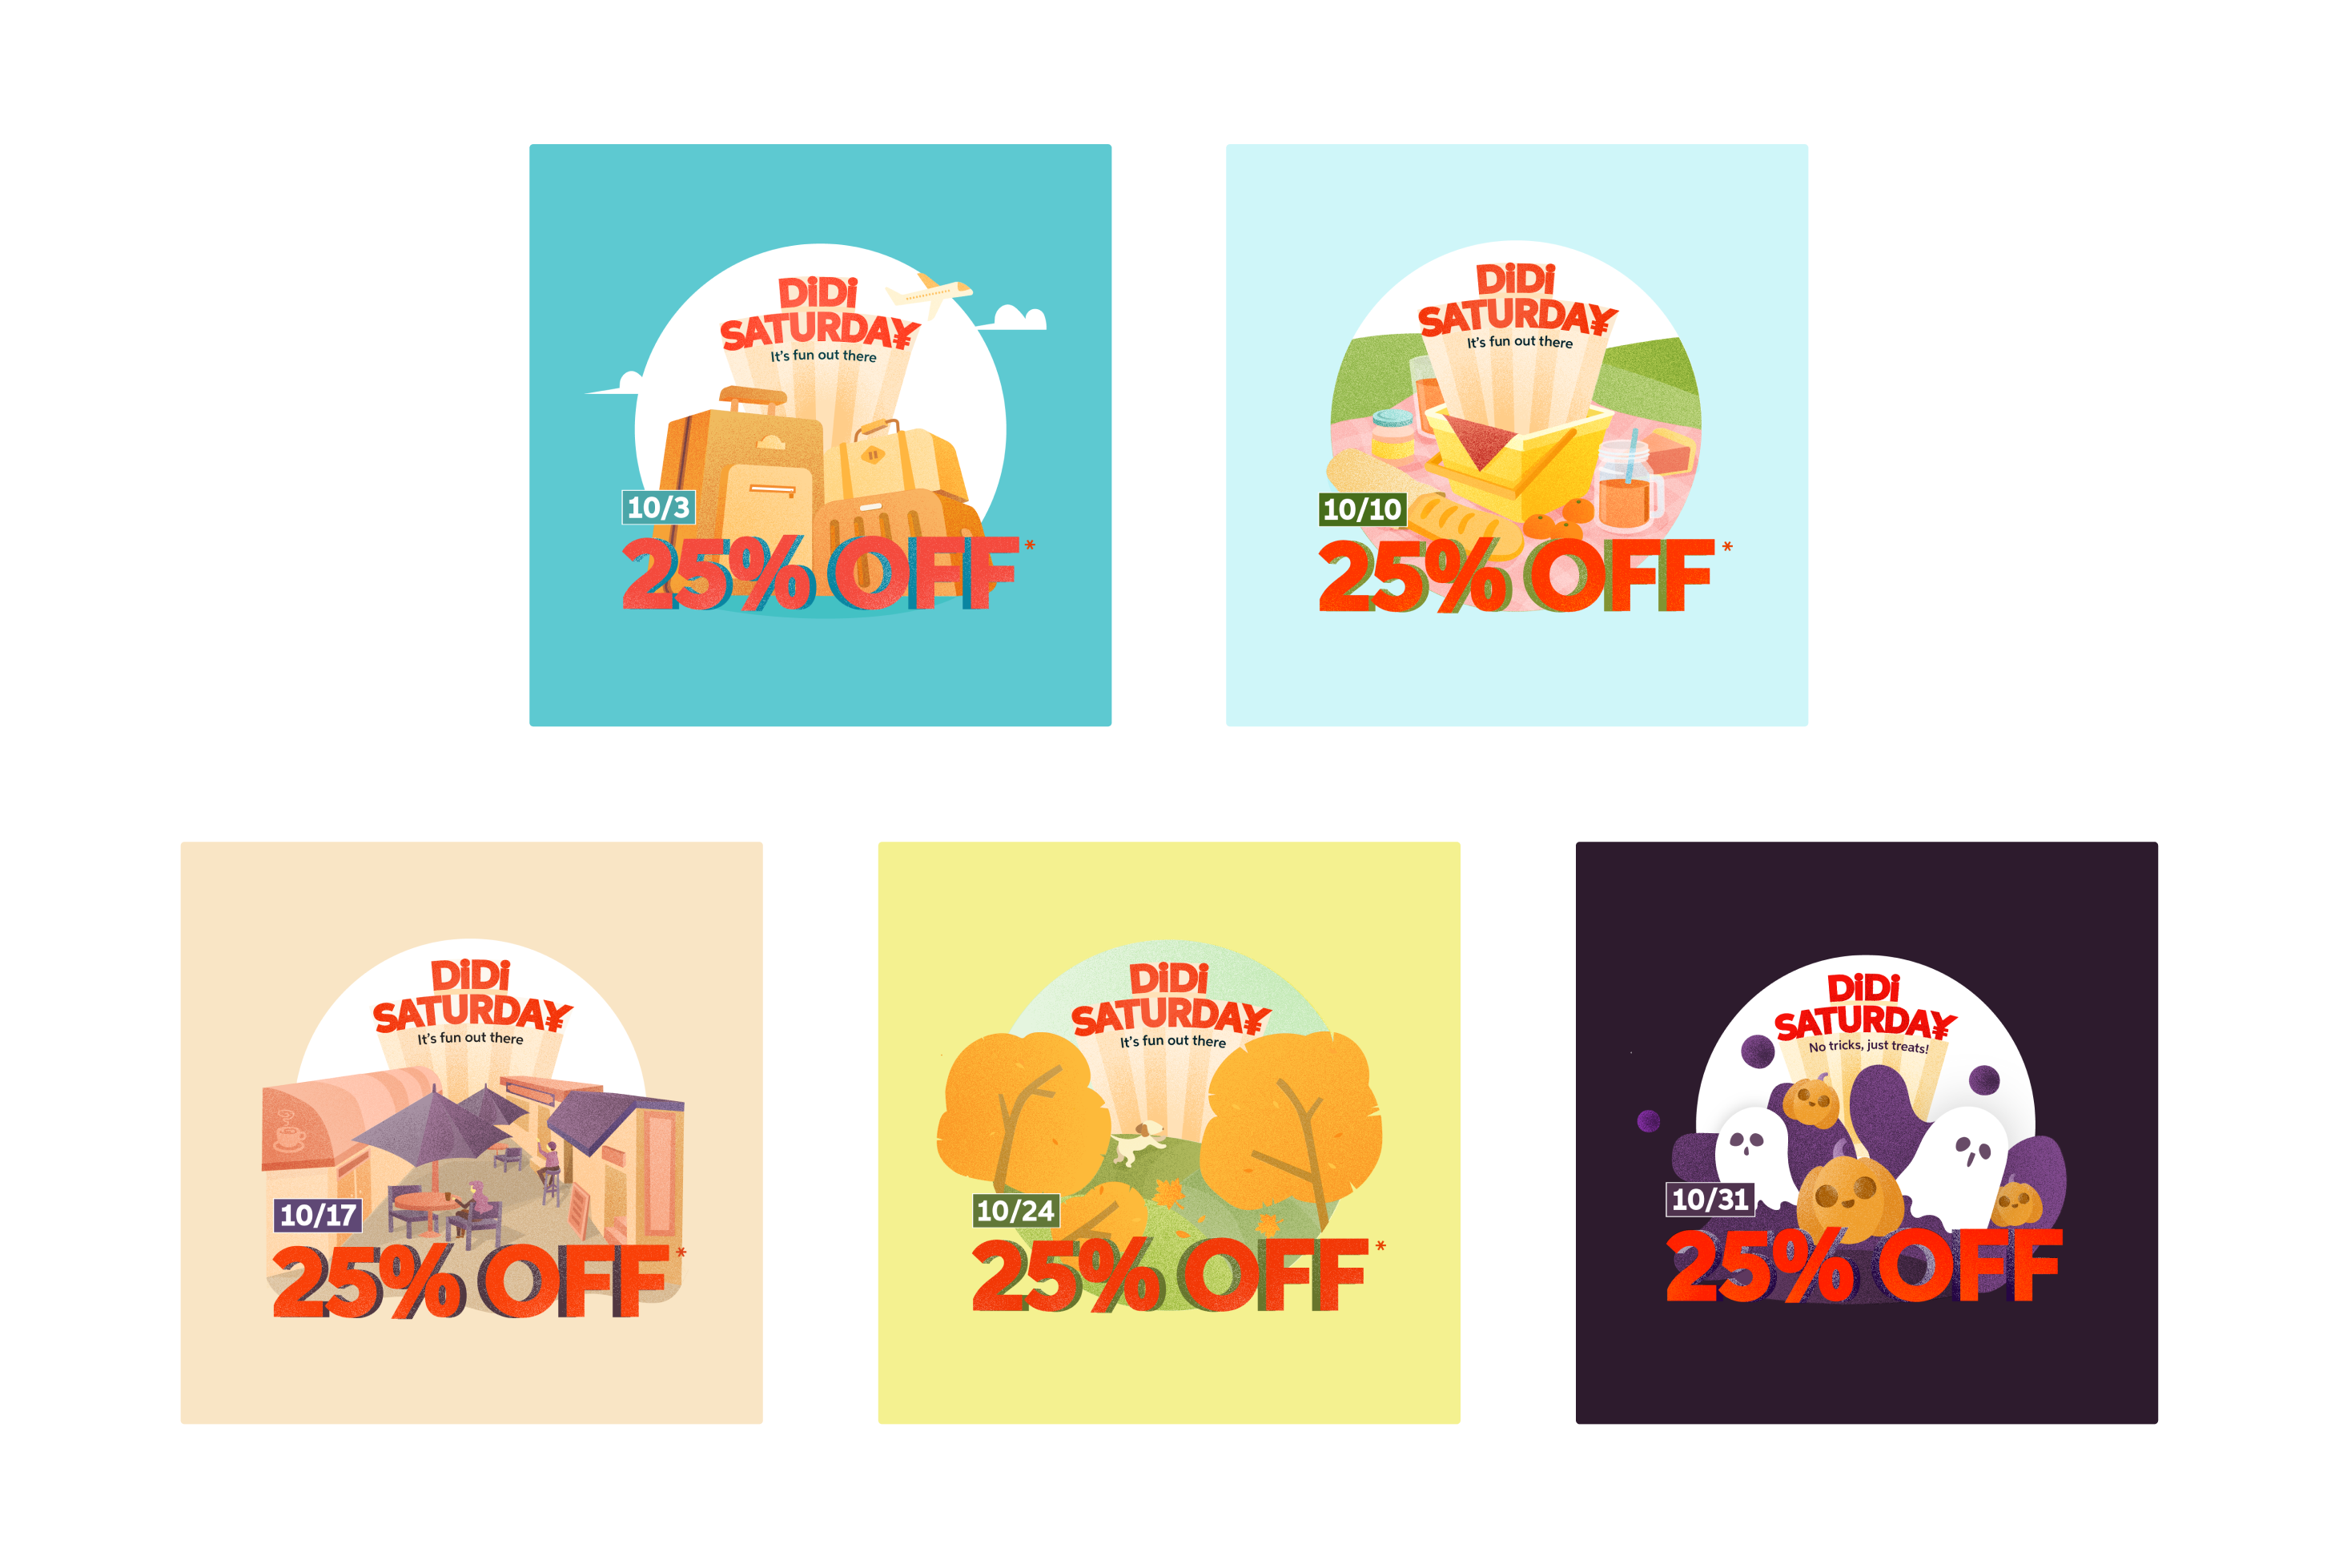 DiDi
SATURDA¥
It's fun out there
10/3
25% OFF*
DiDi
SATURDA¥
It's fun out there
10/10
25% OFF*
DiDi
SATURDA¥
It's fun out there
10/17
25% OFF*
DiDi
SATURDA¥
It's fun out there
10/24
25% OFF*
DiDi
SATURDA¥
No tricks, just treats!
10/31
25% OFF